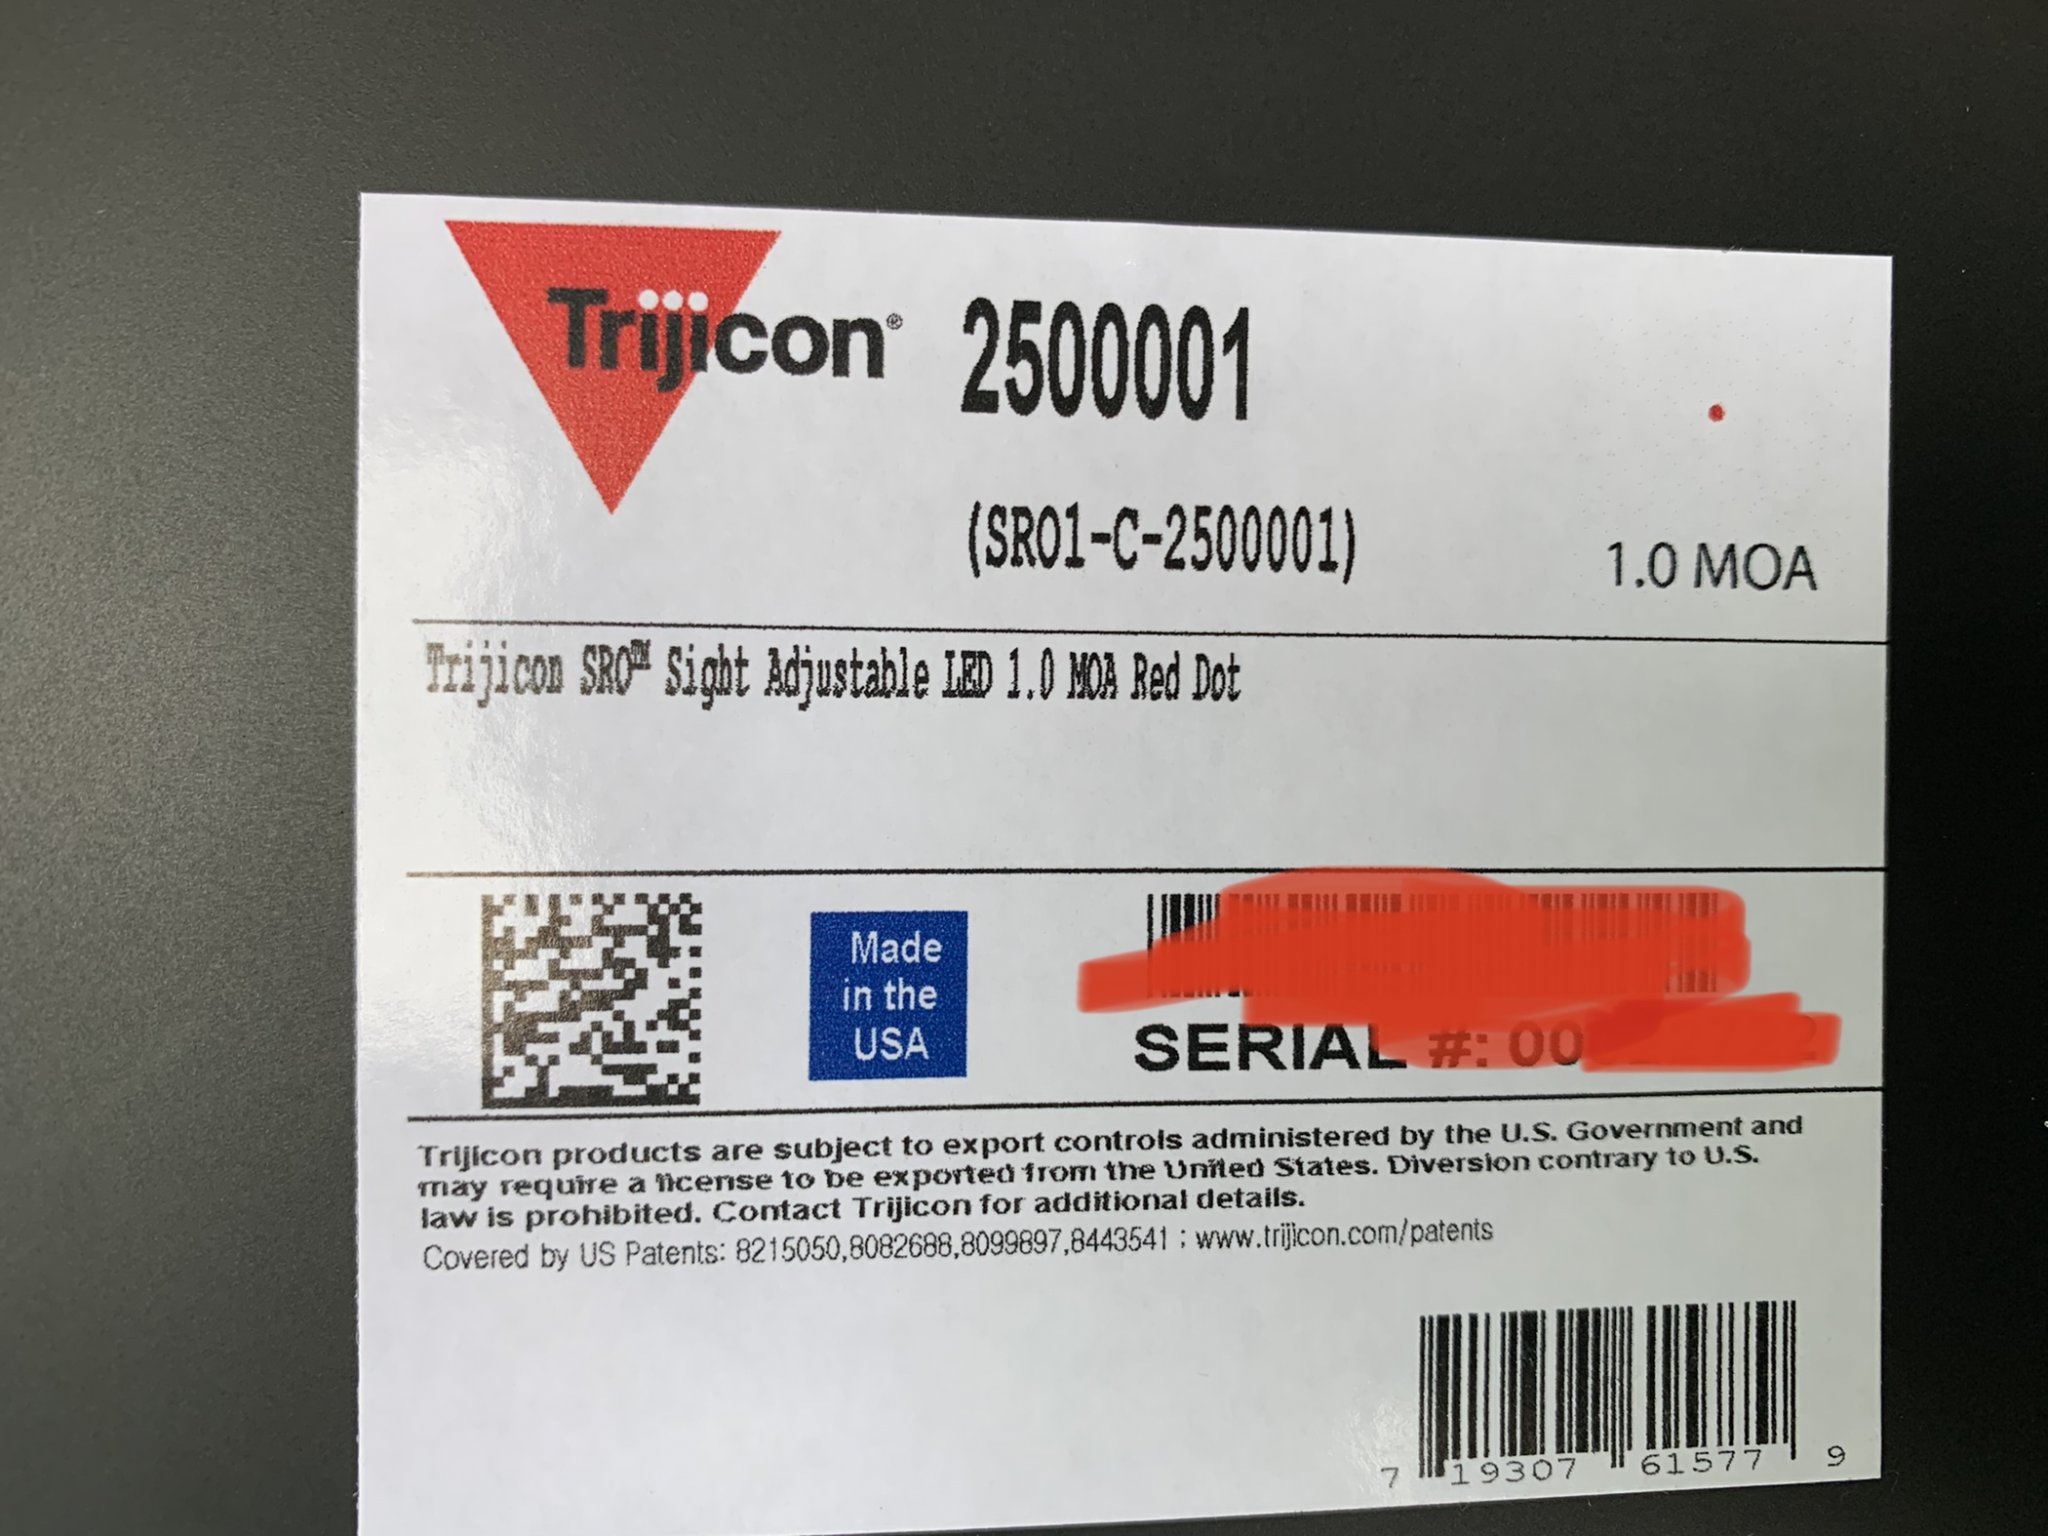 Trijicon® 2500001
(SRO1-C-2500001)
1.0 MOA
Trijicon SRO™ Sight Adjustable LED 1.0 MOA Red Dot
Made
in the
USA
SERIAL #: 00
Trijicon products are subject to export controls administered by the U.S. Government and
may require a license to be exported from the United States. Diversion contrary to U.S.
law is prohibited. Contact Trijicon for additional details.
Covered by US Patents: 8215050,8082688,8099897,8443541 ; www.trijicon.com/patents
7 19307 61577 9